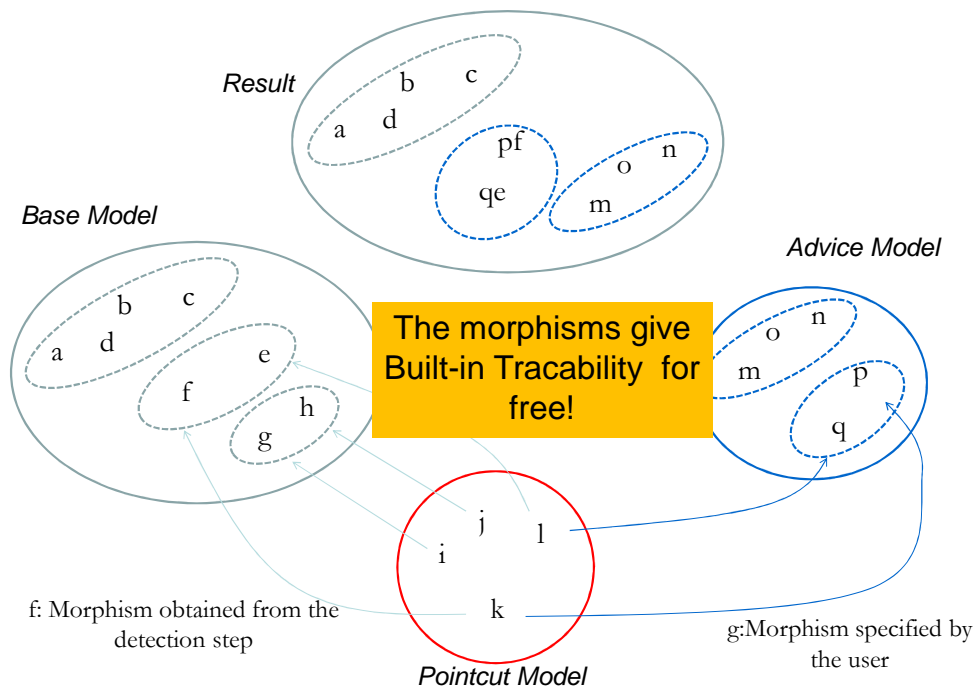 Result
b
c
a
d
pf
n
o
qe
m
Base Model
Advice Model
b
c
a
d
e
f
h
g
The morphisms give
Built-in Tracability for
free!
n
o
m
p
q
j
l
i
k
f: Morphism obtained from the
detection step
g:Morphism specified by
the user
Pointcut Model